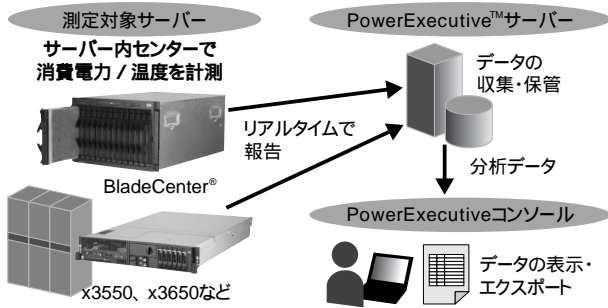 測定対象サーバー
サーバー内センターで
消費電力 / 温度を計測
BladeCenter®
x3550、x3650など
リアルタイムで
報告
PowerExecutive™サーバー
データの
収集・保管
分析データ
PowerExecutiveコンソール
データの表示・
エクスポート